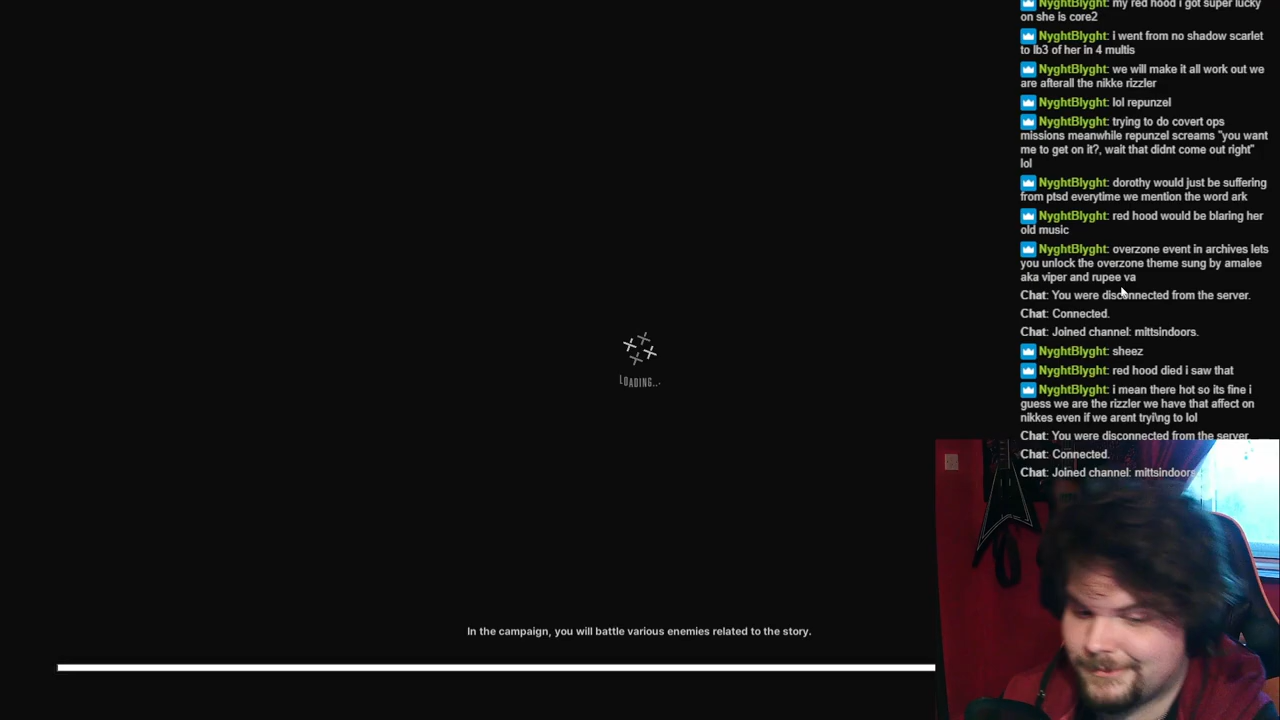 NyghtBlyght: my red hood i got super lucky
on she is core2
NyghtBlyght: i went from no shadow scarlet
to lb3 of her in 4 multis
NyghtBlyght: we will make it all work out we
are afterall the nikke rizzler
NyghtBlyght: lol repunzel
NyghtBlyght: trying to do covert ops
missions meanwhile repunzel screams "you want
me to get on it?, wait that didnt come out right"
lol
NyghtBlyght: dorothy would just be suffering
from ptsd everytime we mention the word ark
NyghtBlyght: red hood would be blaring her
old music
NyghtBlyght: overzone event in archives lets
you unlock the overzone theme sung by amalee
aka viper and rupee va
Chat: You were disconnected from the server.
Chat: Connected.
Chat: Joined channel: mittsindoors.
NyghtBlyght: sheez
NyghtBlyght: red hood died i saw that
NyghtBlyght: i mean there hot so its fine i
guess we are the rizzler we have that affect on
nikkes even if we arent tryi\ng to lol
Chat: You were disconnected from the server
Chat: Connected.
Chat: Joined channel: mittsindoors
LOADING...
In the campaign, you will battle various enemies related to the story.